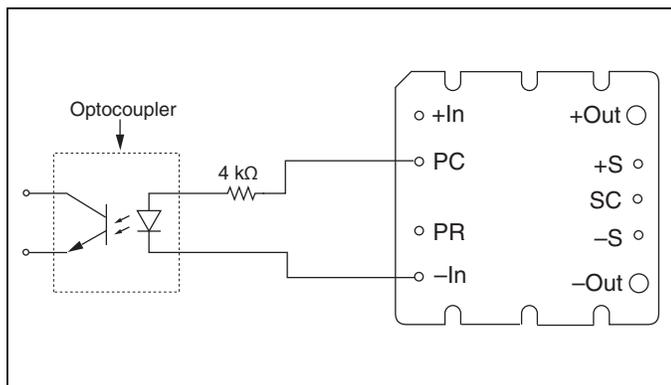 Optocoupler
4 kΩ
+In
PC
PR
–In
+Out
+S
SC
–S
–Out